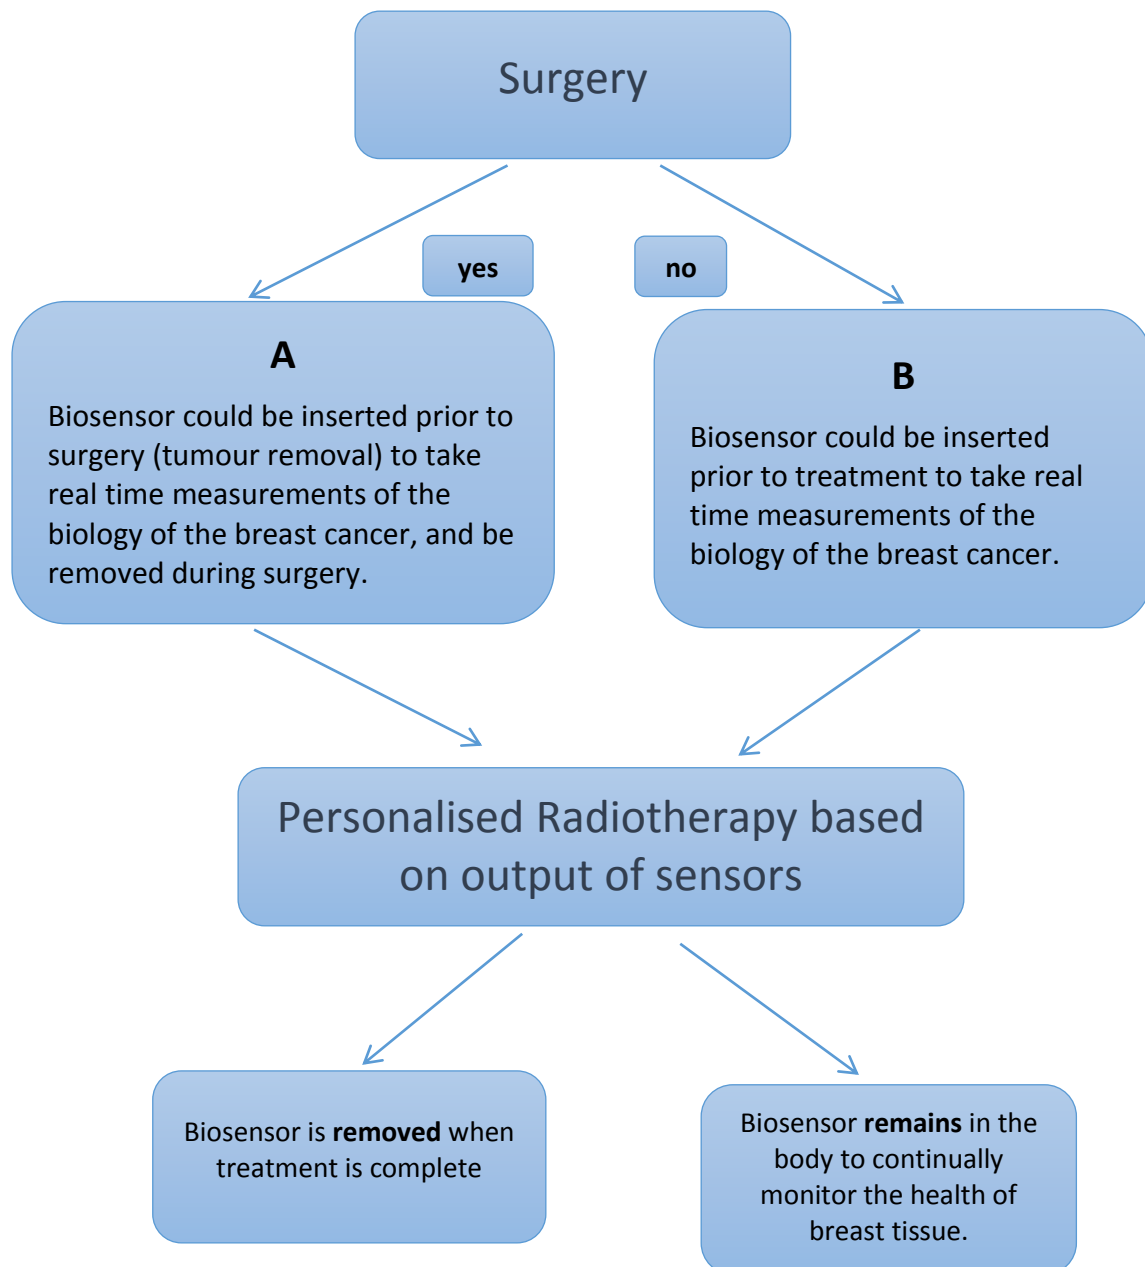 Surgery
yes
no
A
Biosensor could be inserted prior to
surgery (tumour removal) to take
real time measurements of the
biology of the breast cancer, and be
removed during surgery.
B
Biosensor could be inserted
prior to treatment to take real
time measurements of the
biology of the breast cancer.
Personalised Radiotherapy based
on output of sensors
Biosensor is removed when
treatment is complete
Biosensor remains in the
body to continually
monitor the health of
breast tissue.